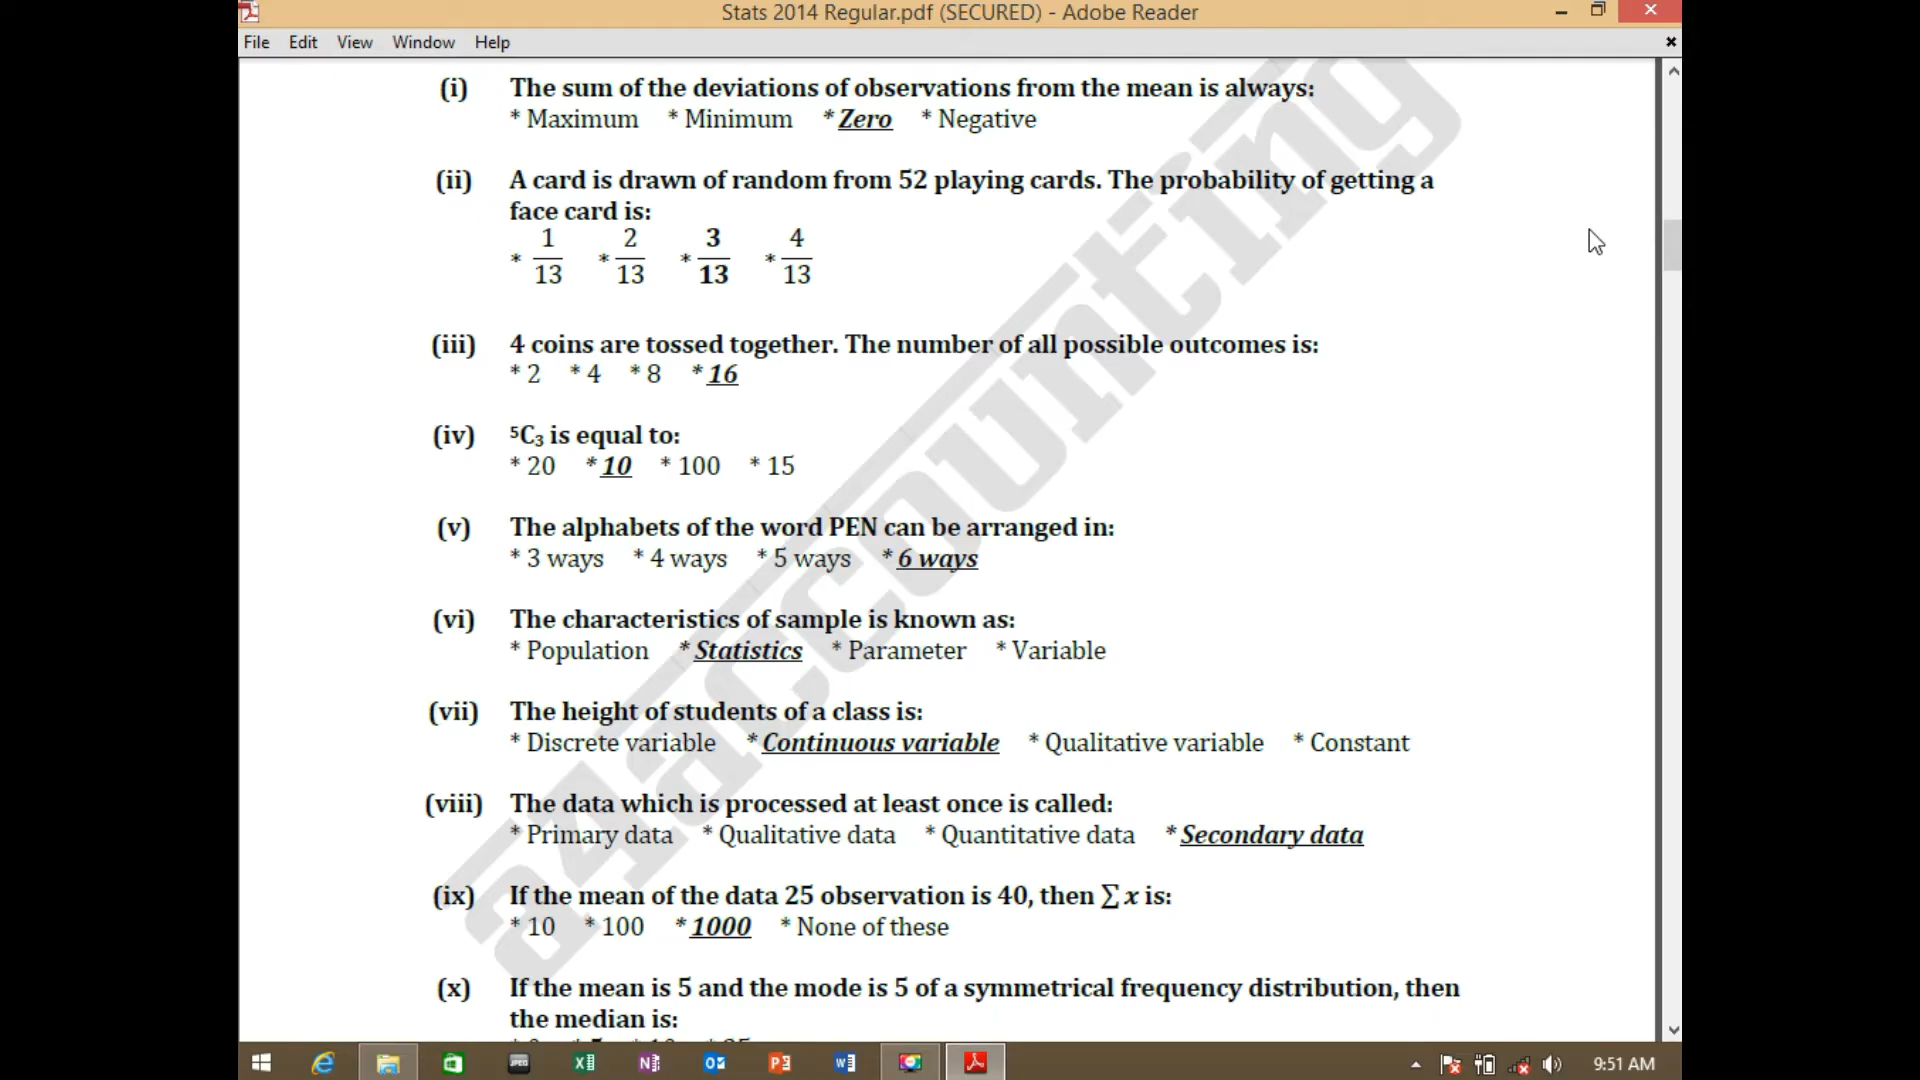 Stats 2014 Regular.pdf (SECURED) - Adobe Reader
File Edit View Window Help
(i) The sum of the deviations of observations from the mean is always:
* Maximum * Minimum * Zero * Negative
(ii) A card is drawn of random from 52 playing cards. The probability of getting a
face card is:
* 1/13 * 2/13 * 3/13 * 4/13
(iii) 4 coins are tossed together. The number of all possible outcomes is:
* 2 * 4 * 8 * 16
(iv) ⁵C₃ is equal to:
* 20 * 10 * 100 * 15
(v) The alphabets of the word PEN can be arranged in:
* 3 ways * 4 ways * 5 ways * 6 ways
(vi) The characteristics of sample is known as:
* Population * Statistics * Parameter * Variable
(vii) The height of students of a class is:
* Discrete variable * Continuous variable * Qualitative variable * Constant
(viii) The data which is processed at least once is called:
* Primary data * Qualitative data * Quantitative data * Secondary data
(ix) If the mean of the data 25 observation is 40, then ∑ x is:
* 10 * 100 * 1000 * None of these
(x) If the mean is 5 and the mode is 5 of a symmetrical frequency distribution, then
the median is:
a4accounting
9:51 AM